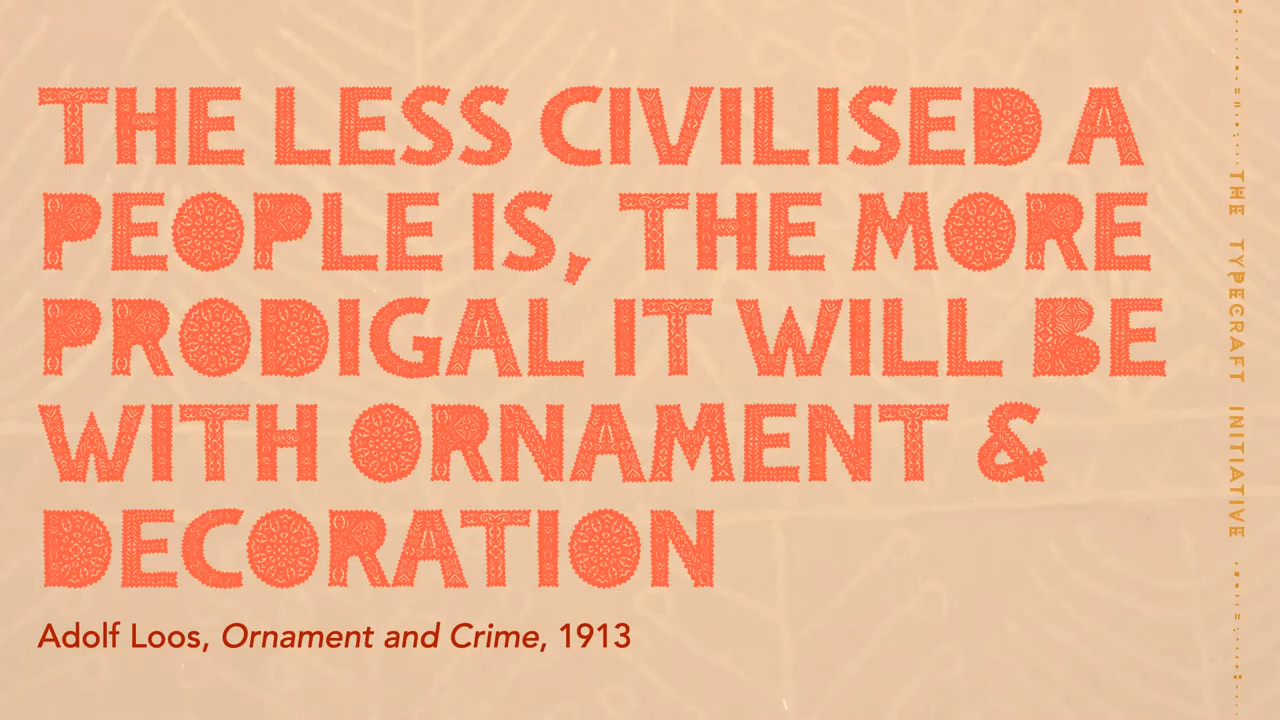 THE LESS CIVILISED A
PEOPLE IS, THE MORE
PRODIGAL IT WILL BE
WITH ORNAMENT &
DECORATION
Adolf Loos, Ornament and Crime, 1913
THE TYPECRAFT INITIATIVE